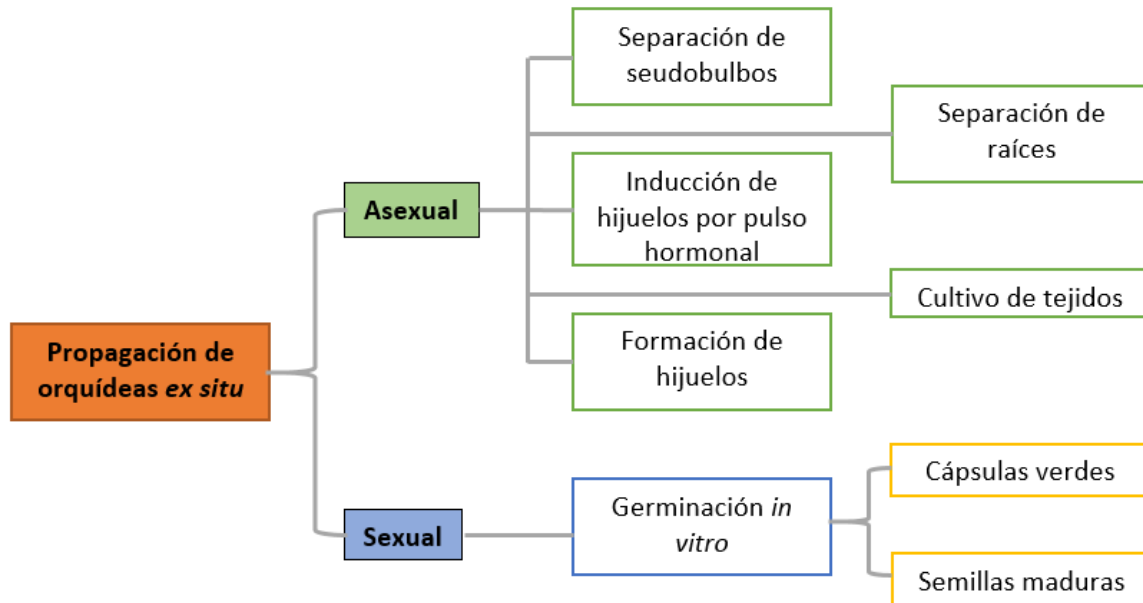 Propagación de
orquídeas ex situ
Asexual
Separación de
seudobulbos
Separación de
raíces
Inducción de
hijuelos por pulso
hormonal
Cultivo de tejidos
Formación de
hijuelos
Sexual
Germinación in
vitro
Cápsulas verdes
Semillas maduras